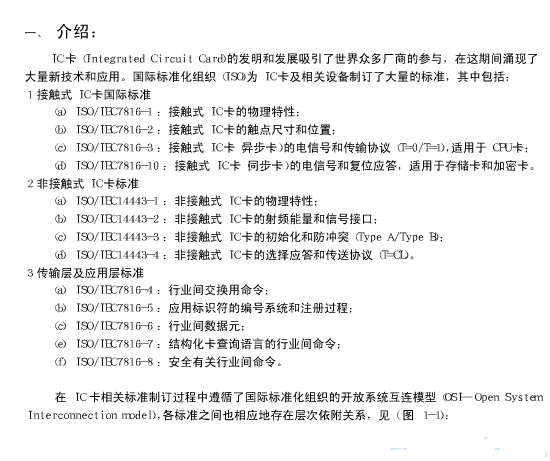 一、 介绍：
IC卡 (Integrated Circuit Card)的发明和发展吸引了世界众多厂商的参与，在这期间涌现了
大量新技术和应用。国际标准化组织 (ISO)为 IC卡及相关设备制订了大量的标准，其中包括：
1 接触式 IC卡国际标准
(a) ISO/IEC7816-1 ：接触式 IC卡的物理特性；
(b) ISO/IEC7816-2 ：接触式 IC卡的触点尺寸和位置；
(c) ISO/IEC7816-3 ：接触式 IC卡 异步卡)的电信号和传输协议 (T=0/T=1),适用于 CPU卡；
(d) ISO/IEC7816-10 ：接触式 IC卡 同步卡)的电信号和复位应答，适用于存储卡和加密卡。
2 非接触式 IC卡标准
(a) ISO/IEC14443-1 ：非接触式 IC卡的物理特性；
(b) ISO/IEC14443-2 ：非接触式 IC卡的射频能量和信号接口；
(c) ISO/IEC14443-3 ：非接触式 IC卡的初始化和防冲突 (Type A/Type B)；
(d) ISO/IEC14443-4 ：非接触式 IC卡的选择应答和传送协议 (T=CL)。
3 传输层及应用层标准
(a) ISO/IEC7816-4 ：行业间交换用命令；
(b) ISO/IEC7816-5 ：应用标识符的编号系统和注册过程；
(c) ISO/IEC7816-6 ：行业间数据元；
(e) ISO/IEC7816-7 ：结构化卡查询语言的行业间命令；
(f) ISO/IEC7816-8 ：安全有关行业间命令。
在 IC卡相关标准制订过程中遵循了国际标准化组织的开放系统互连模型 (OSI—Open System
Interconnection model),各标准之间也相应地存在层次依附关系，见 (图 1-1)：